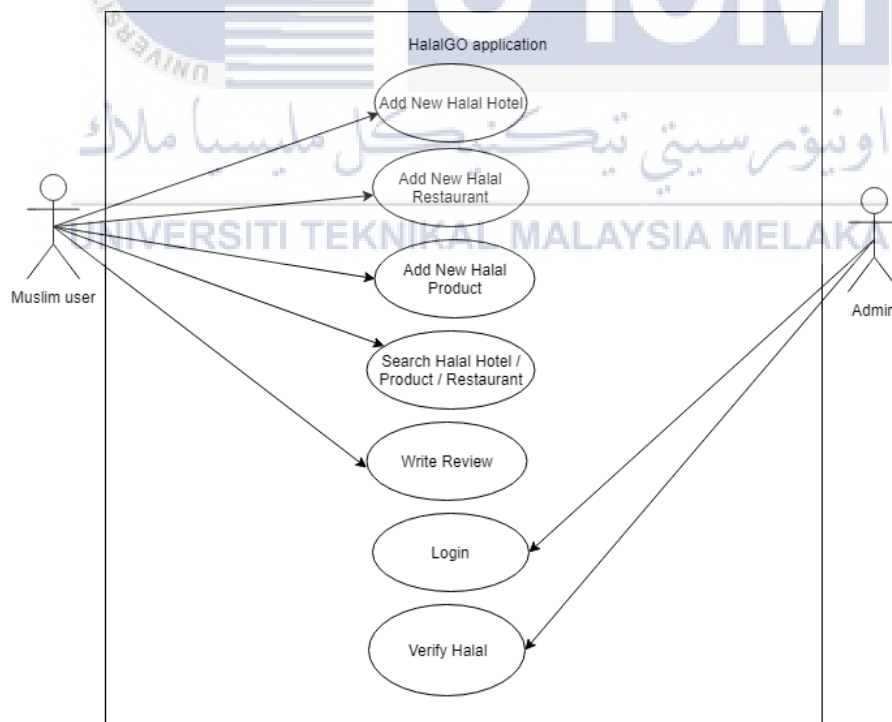 HalalGO application
Add New Halal Hotel
Add New Halal
Restaurant
Add New Halal
Product
Search Halal Hotel /
Product / Restaurant
Write Review
Login
Verify Halal
Muslim user
Admin
اونيۏرسيتي تيكنيكل مليسيا ملاك
UNIVERSITI TEKNIKAL MALAYSIA MELAKA